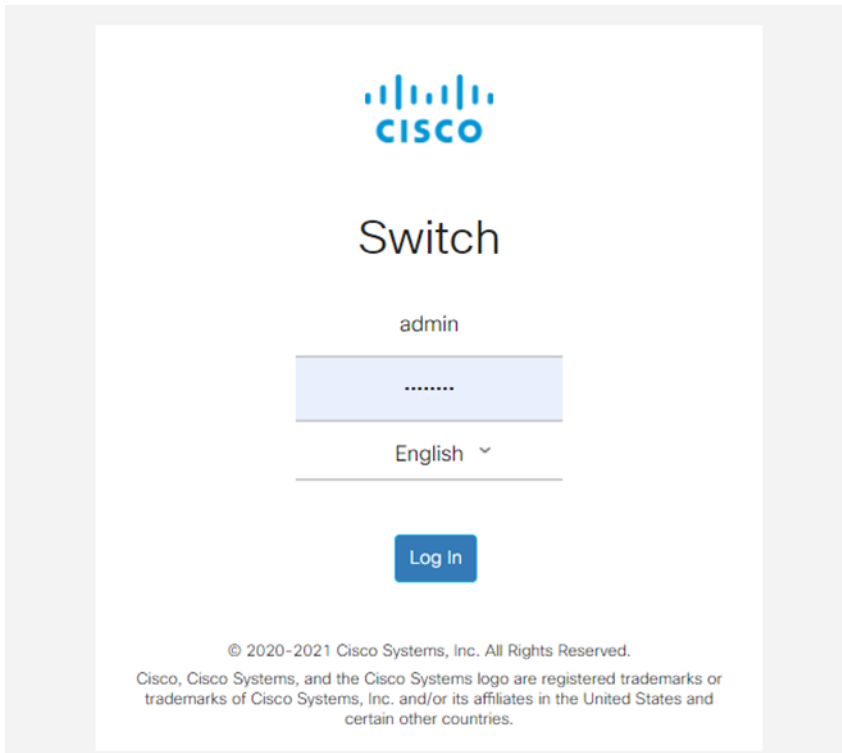 CISCO
Switch
admin
········
English
Log In
© 2020-2021 Cisco Systems, Inc. All Rights Reserved.
Cisco, Cisco Systems, and the Cisco Systems logo are registered trademarks or
trademarks of Cisco Systems, Inc. and/or its affiliates in the United States and
certain other countries.